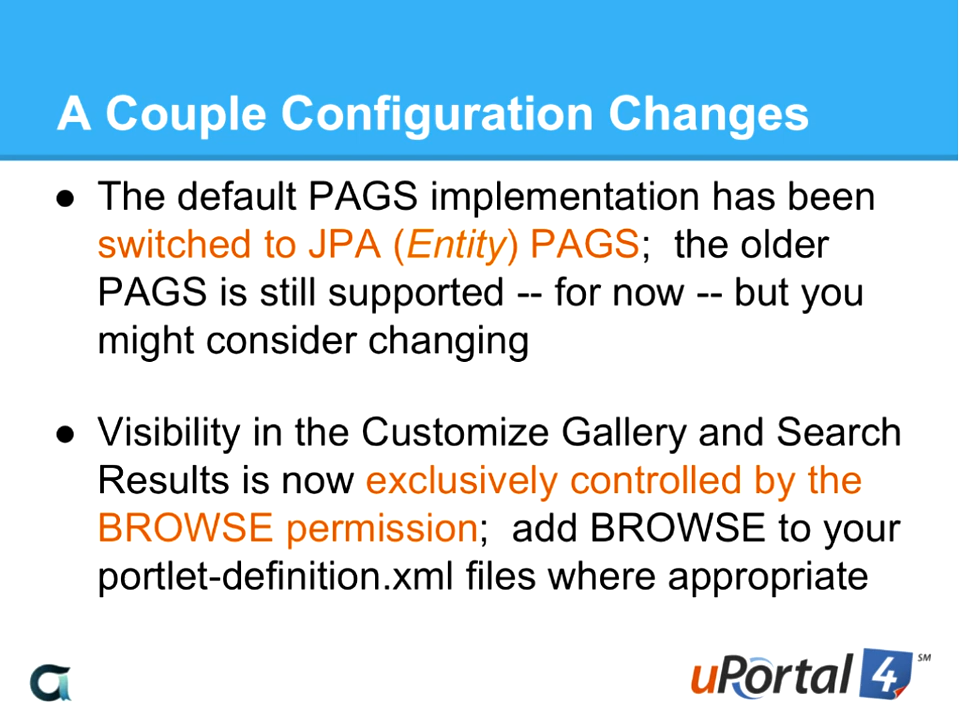 A Couple Configuration Changes
● The default PAGS implementation has been
switched to JPA (Entity) PAGS;  the older
PAGS is still supported -- for now -- but you
might consider changing
● Visibility in the Customize Gallery and Search
Results is now exclusively controlled by the
BROWSE permission;  add BROWSE to your
portlet-definition.xml files where appropriate
uPortal 4 SM